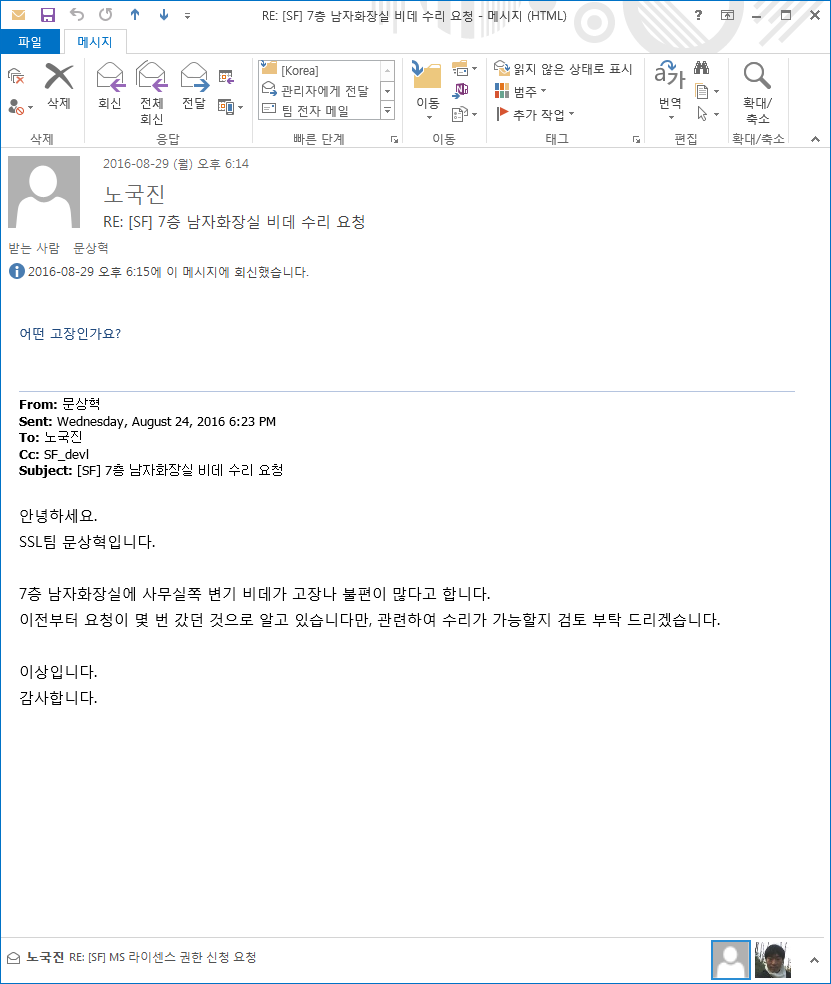 RE: [SF] 7층 남자화장실 비데 수리 요청 - 메시지 (HTML)
파일
메시지
삭제
회신
전체 회신
전달
[Korea]
관리자에게 전달
팀 전자 메일
이동
읽지 않은 상태로 표시
범주
추가 작업
번역
확대/축소
삭제
응답
빠른 단계
이동
태그
편집
확대/축소
2016-08-29 (월) 오후 6:14
노국진
RE: [SF] 7층 남자화장실 비데 수리 요청
받는 사람 문상혁
2016-08-29 오후 6:15에 이 메시지에 회신했습니다.
어떤 고장인가요?
From: 문상혁
Sent: Wednesday, August 24, 2016 6:23 PM
To: 노국진
Cc: SF_devl
Subject: [SF] 7층 남자화장실 비데 수리 요청
안녕하세요.
SSL팀 문상혁입니다.
7층 남자화장실에 사무실쪽 변기 비데가 고장나 불편이 많다고 합니다.
이전부터 요청이 몇 번 갔던 것으로 알고 있습니다만, 관련하여 수리가 가능할지 검토 부탁 드리겠습니다.
이상입니다.
감사합니다.
노국진 RE: [SF] MS 라이센스 권한 신청 요청